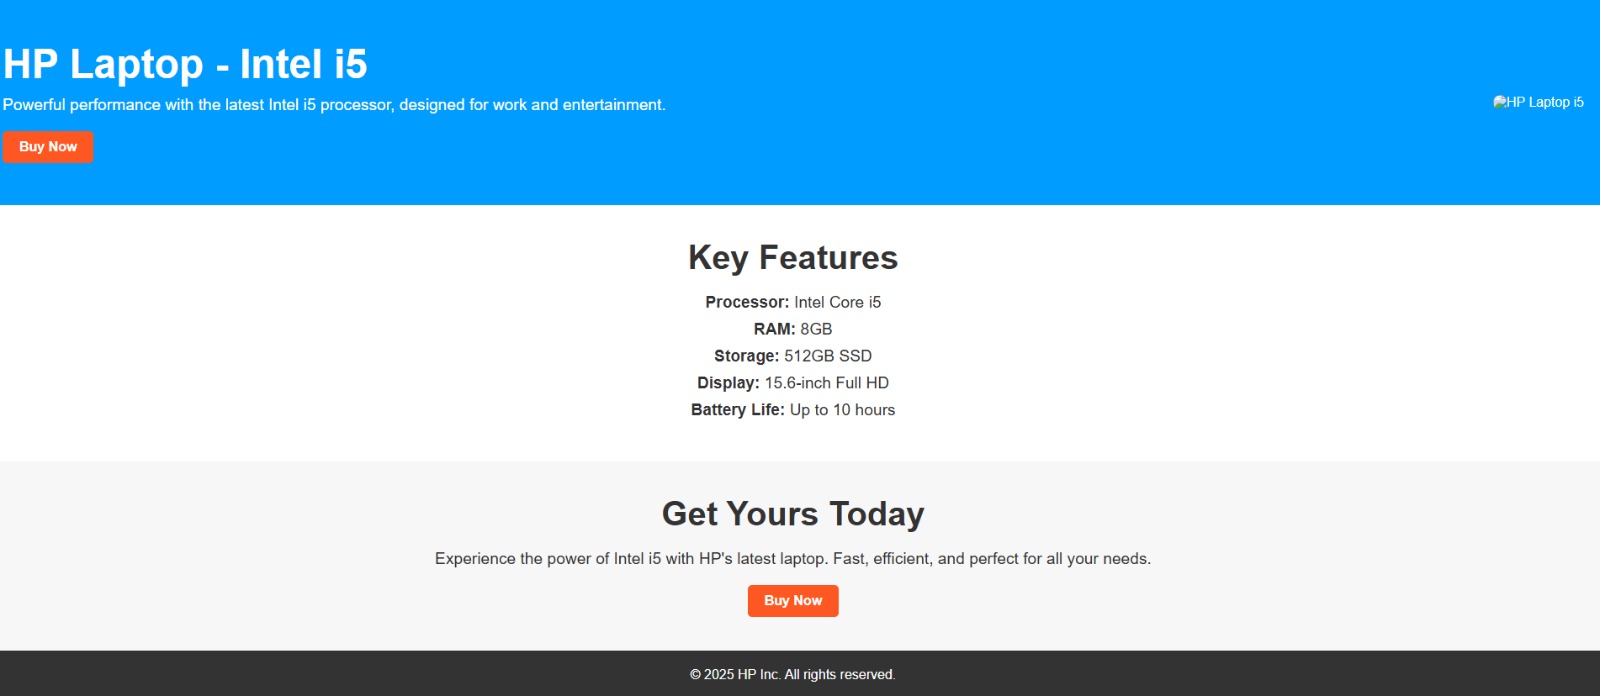 HP Laptop - Intel i5
Powerful performance with the latest Intel i5 processor, designed for work and entertainment.
HP Laptop i5
Buy Now
Key Features
Processor: Intel Core i5
RAM: 8GB
Storage: 512GB SSD
Display: 15.6-inch Full HD
Battery Life: Up to 10 hours
Get Yours Today
Experience the power of Intel i5 with HP's latest laptop. Fast, efficient, and perfect for all your needs.
Buy Now
© 2025 HP Inc. All rights reserved.